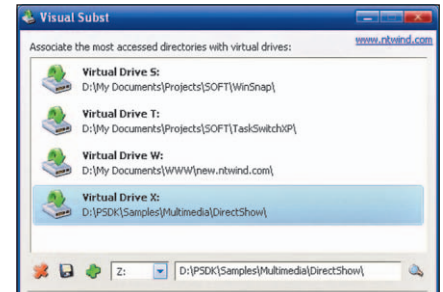 Visual Subst
www.ntwind.com
Associate the most accessed directories with virtual drives:
Virtual Drive S:
D:\My Documents\Projects\SOFT\WinSnap\
Virtual Drive T:
D:\My Documents\Projects\SOFT\TaskSwitchXP\
Virtual Drive W:
D:\My Documents\WWW\new.ntwind.com\
Virtual Drive X:
D:\PSDK\Samples\Multimedia\DirectShow\
Z: D:\PSDK\Samples\Multimedia\DirectShow\